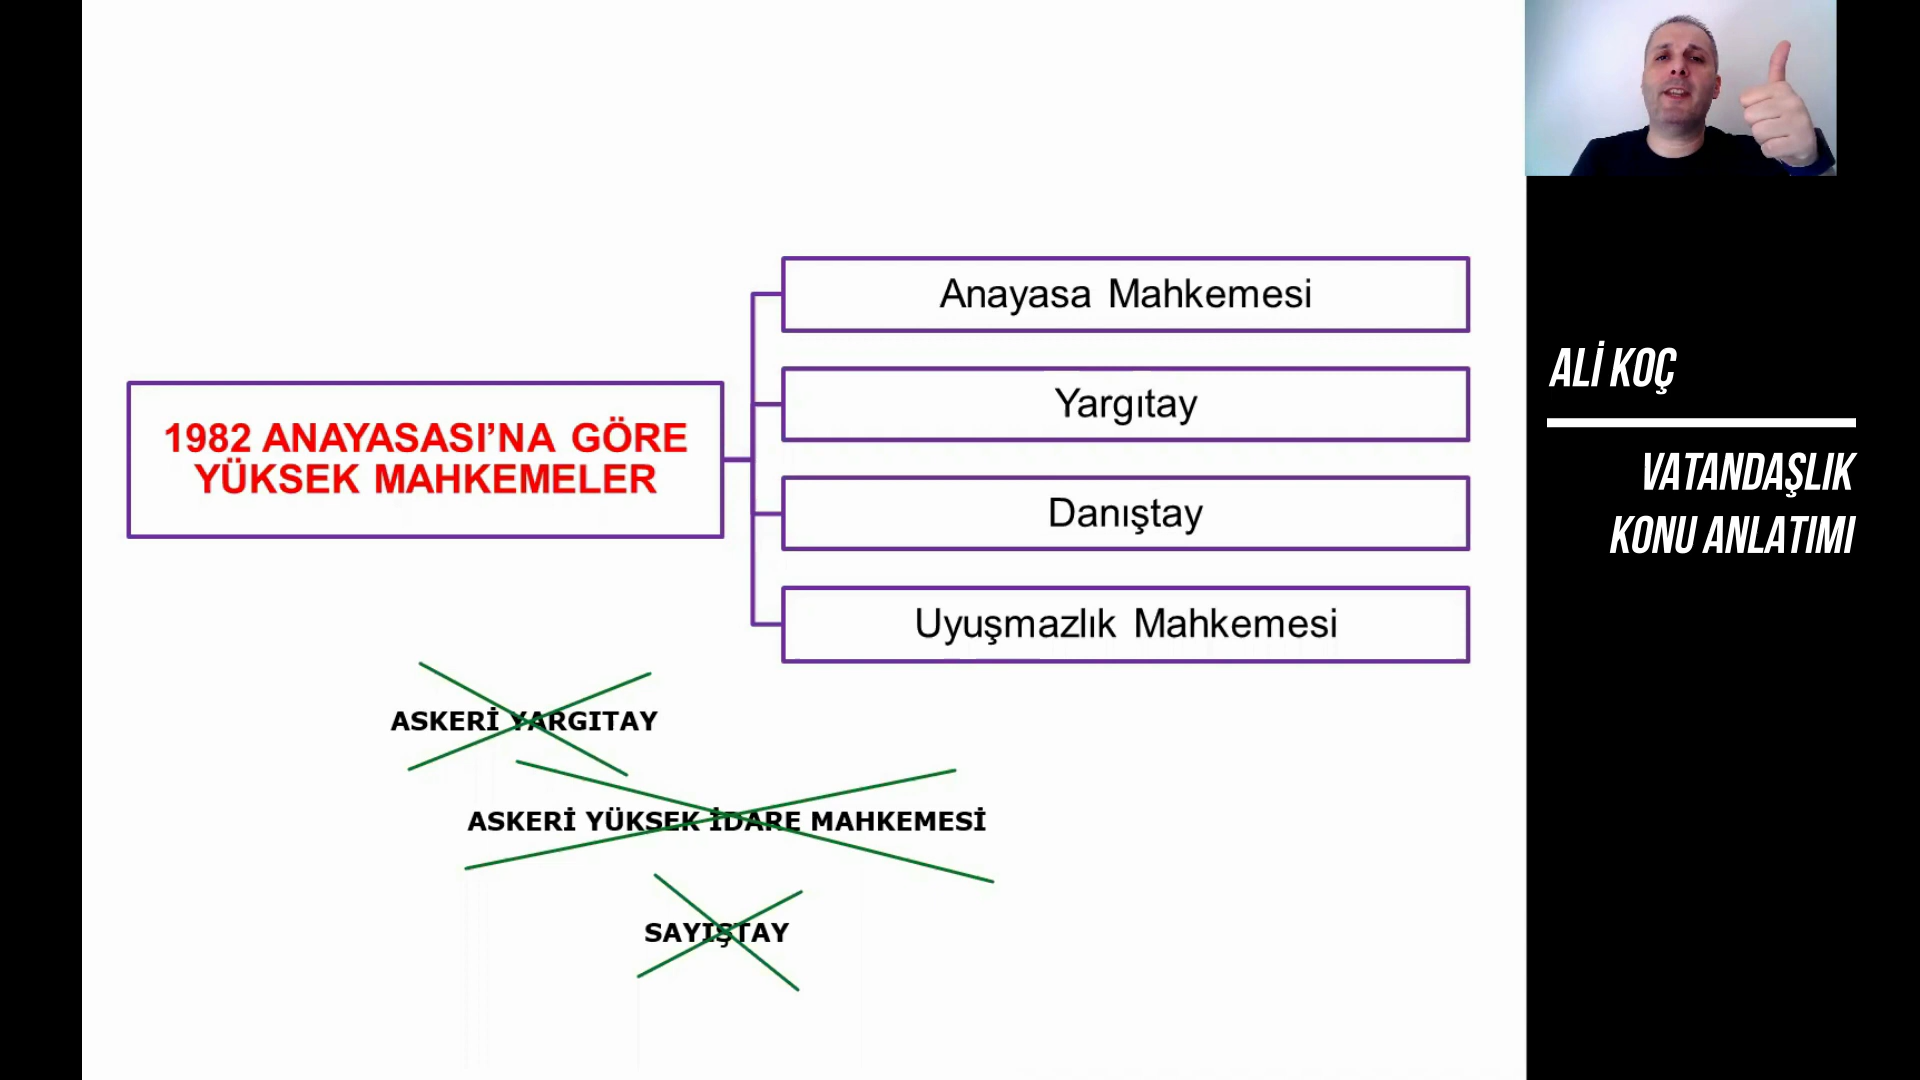 1982 ANAYASASI'NA GÖRE
YÜKSEK MAHKEMELER
Anayasa Mahkemesi
Yargıtay
Danıştay
Uyuşmazlık Mahkemesi
ASKERİ YARGITAY
ASKERİ YÜKSEK İDARE MAHKEMESİ
SAYIŞTAY
ALİ KOÇ
VATANDAŞLIK
KONU ANLATIMI